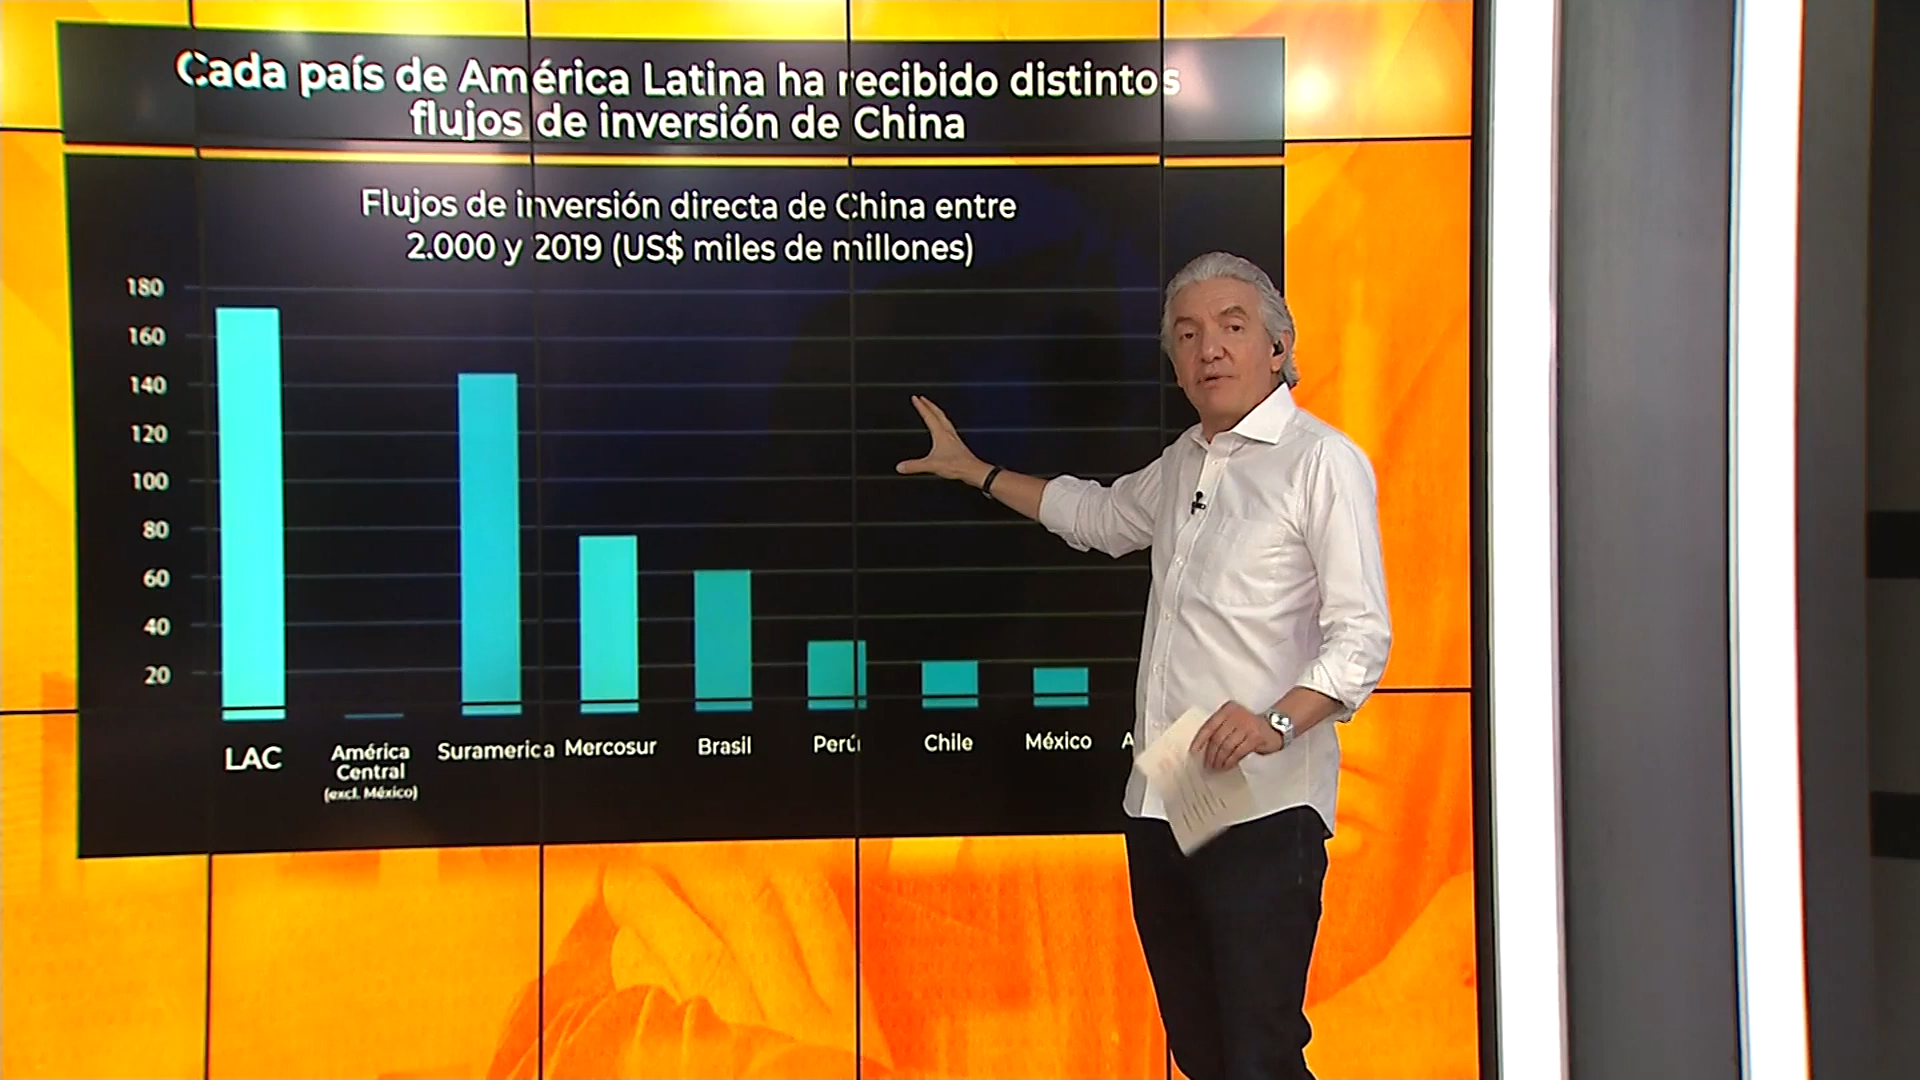 Cada país de América Latina ha recibido distintos
flujos de inversión de China
Flujos de inversión directa de China entre
2.000 y 2019 (US$ miles de millones)
180
160
140
120
100
80
60
40
20
LAC
América
Central
(excl. México)
Suramerica
Mercosur
Brasil
Perú
Chile
México
A